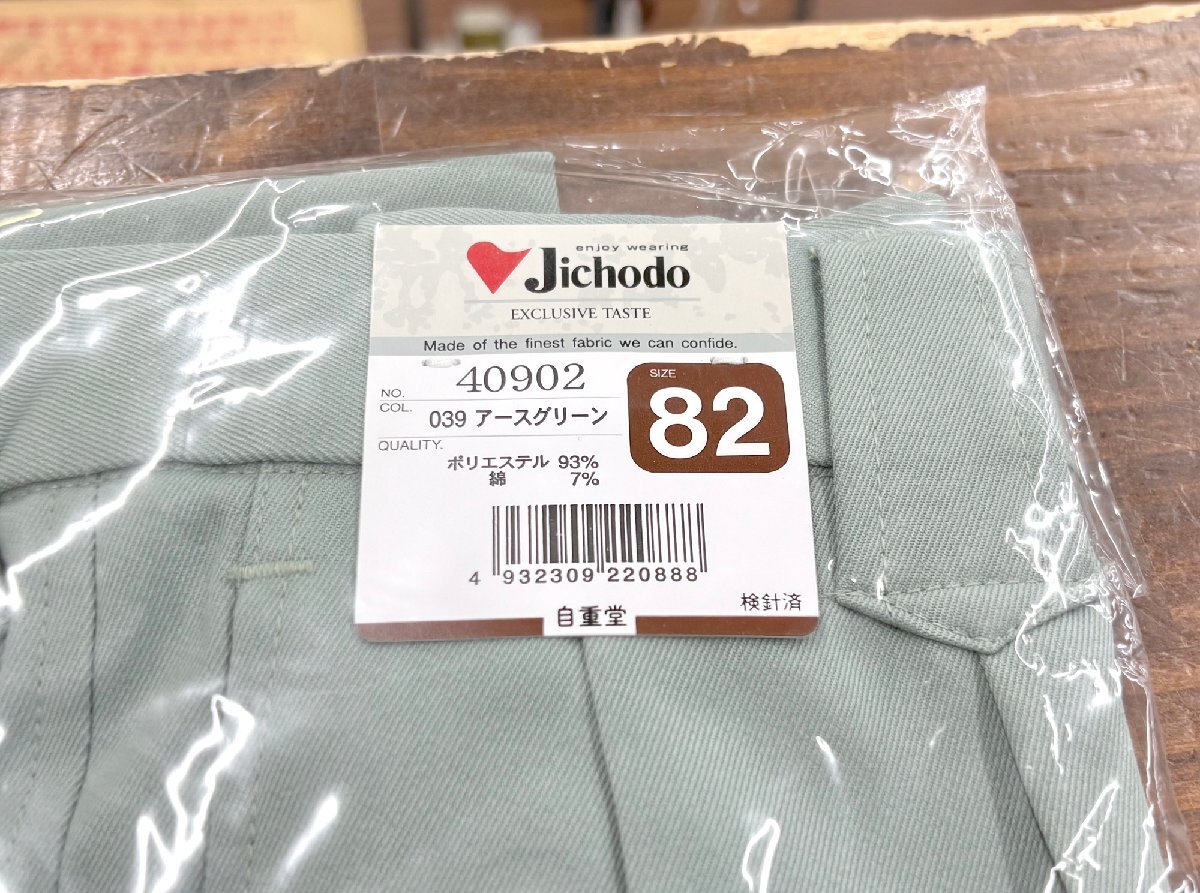 enjoy wearing
Jichodo
EXCLUSIVE TASTE
Made of the finest fabric we can confide.
NO. 40902
COL. 039 アースグリーン
SIZE
82
QUALITY.
ポリエステル 93%
綿 7%
4 932309 220888
検針済
自重堂